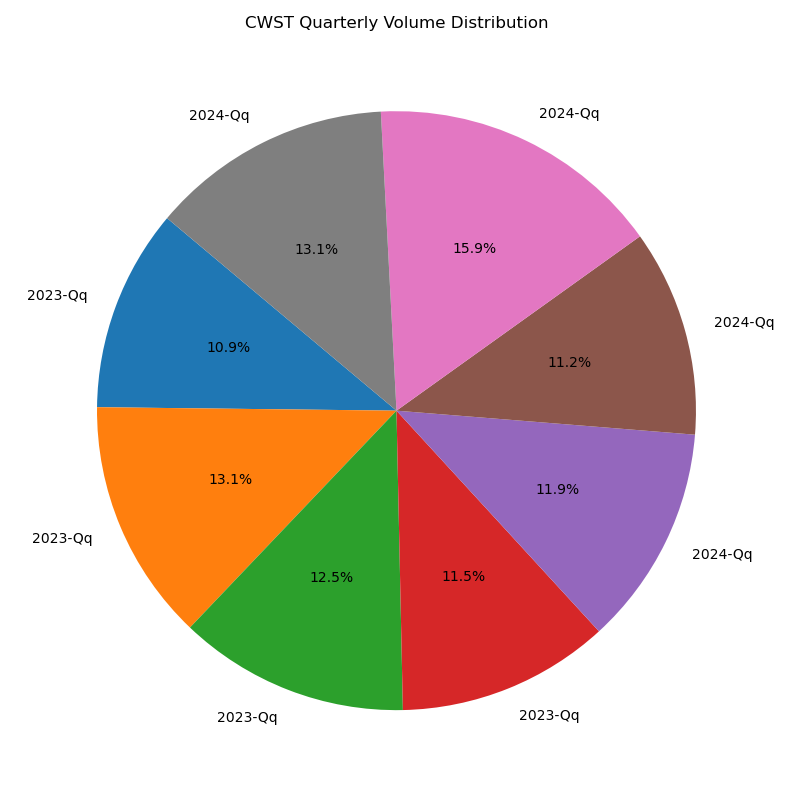 CWST Quarterly Volume Distribution
2024-Qq
2024-Qq
13.1%
15.9%
2023-Qq
2024-Qq
10.9%
11.2%
13.1%
11.9%
2023-Qq
2024-Qq
12.5%
11.5%
2023-Qq
2023-Qq